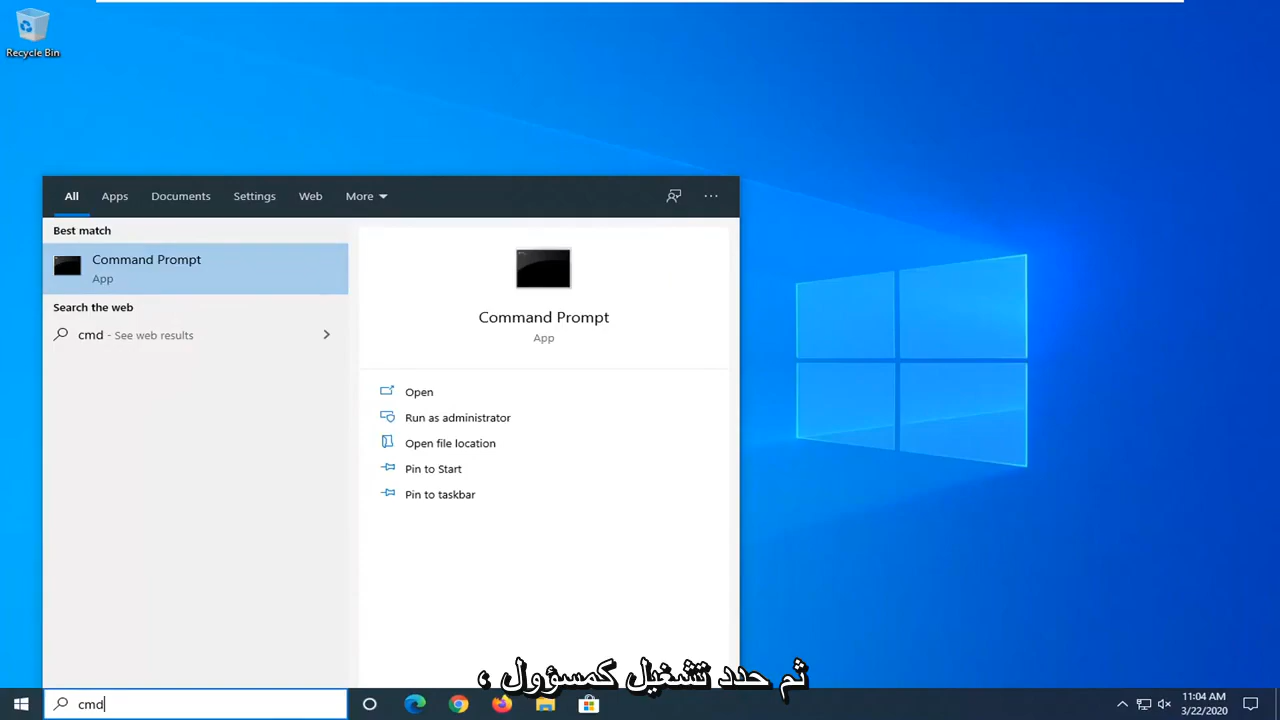 Recycle Bin
All Apps Documents Settings Web More
Best match
Command Prompt
App
Search the web
cmd - See web results
Command Prompt
App
Open
Run as administrator
Open file location
Pin to Start
Pin to taskbar
ثم حدد تشغيل كمسؤول ،
cmd
11:04 AM
3/22/2020